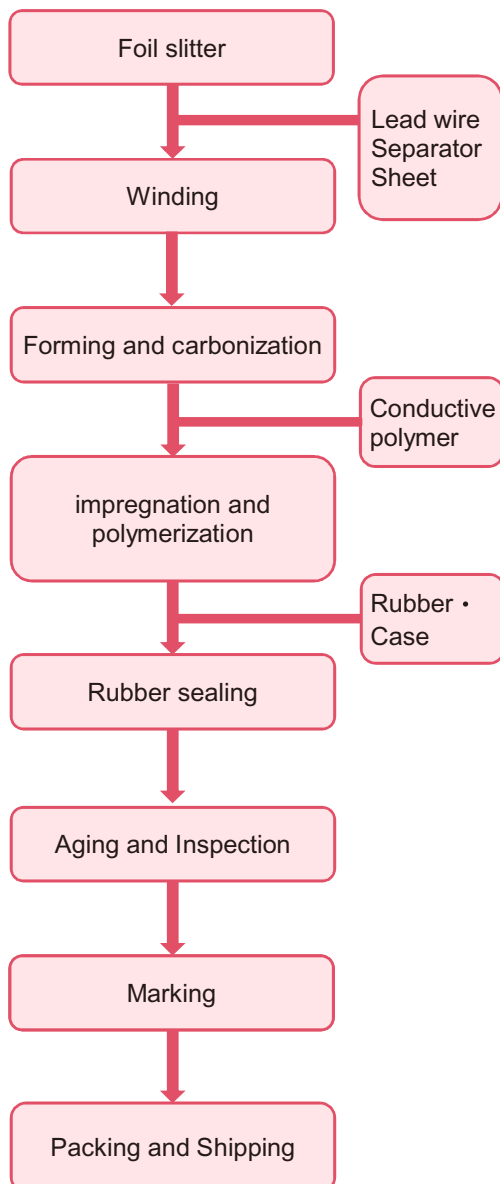 Foil slitter
Lead wire
Separator
Sheet
Winding
Forming and carbonization
Conductive
polymer
impregnation and
polymerization
Rubber・
Case
Rubber sealing
Aging and Inspection
Marking
Packing and Shipping